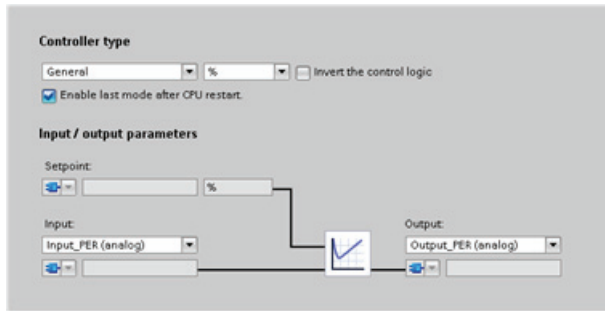 Controller type
General % Invert the control logic
Enable last mode after CPU restart.
Input / output parameters
Setpoint:
%
Input: Output:
Input_PER (analog) Output_PER (analog)